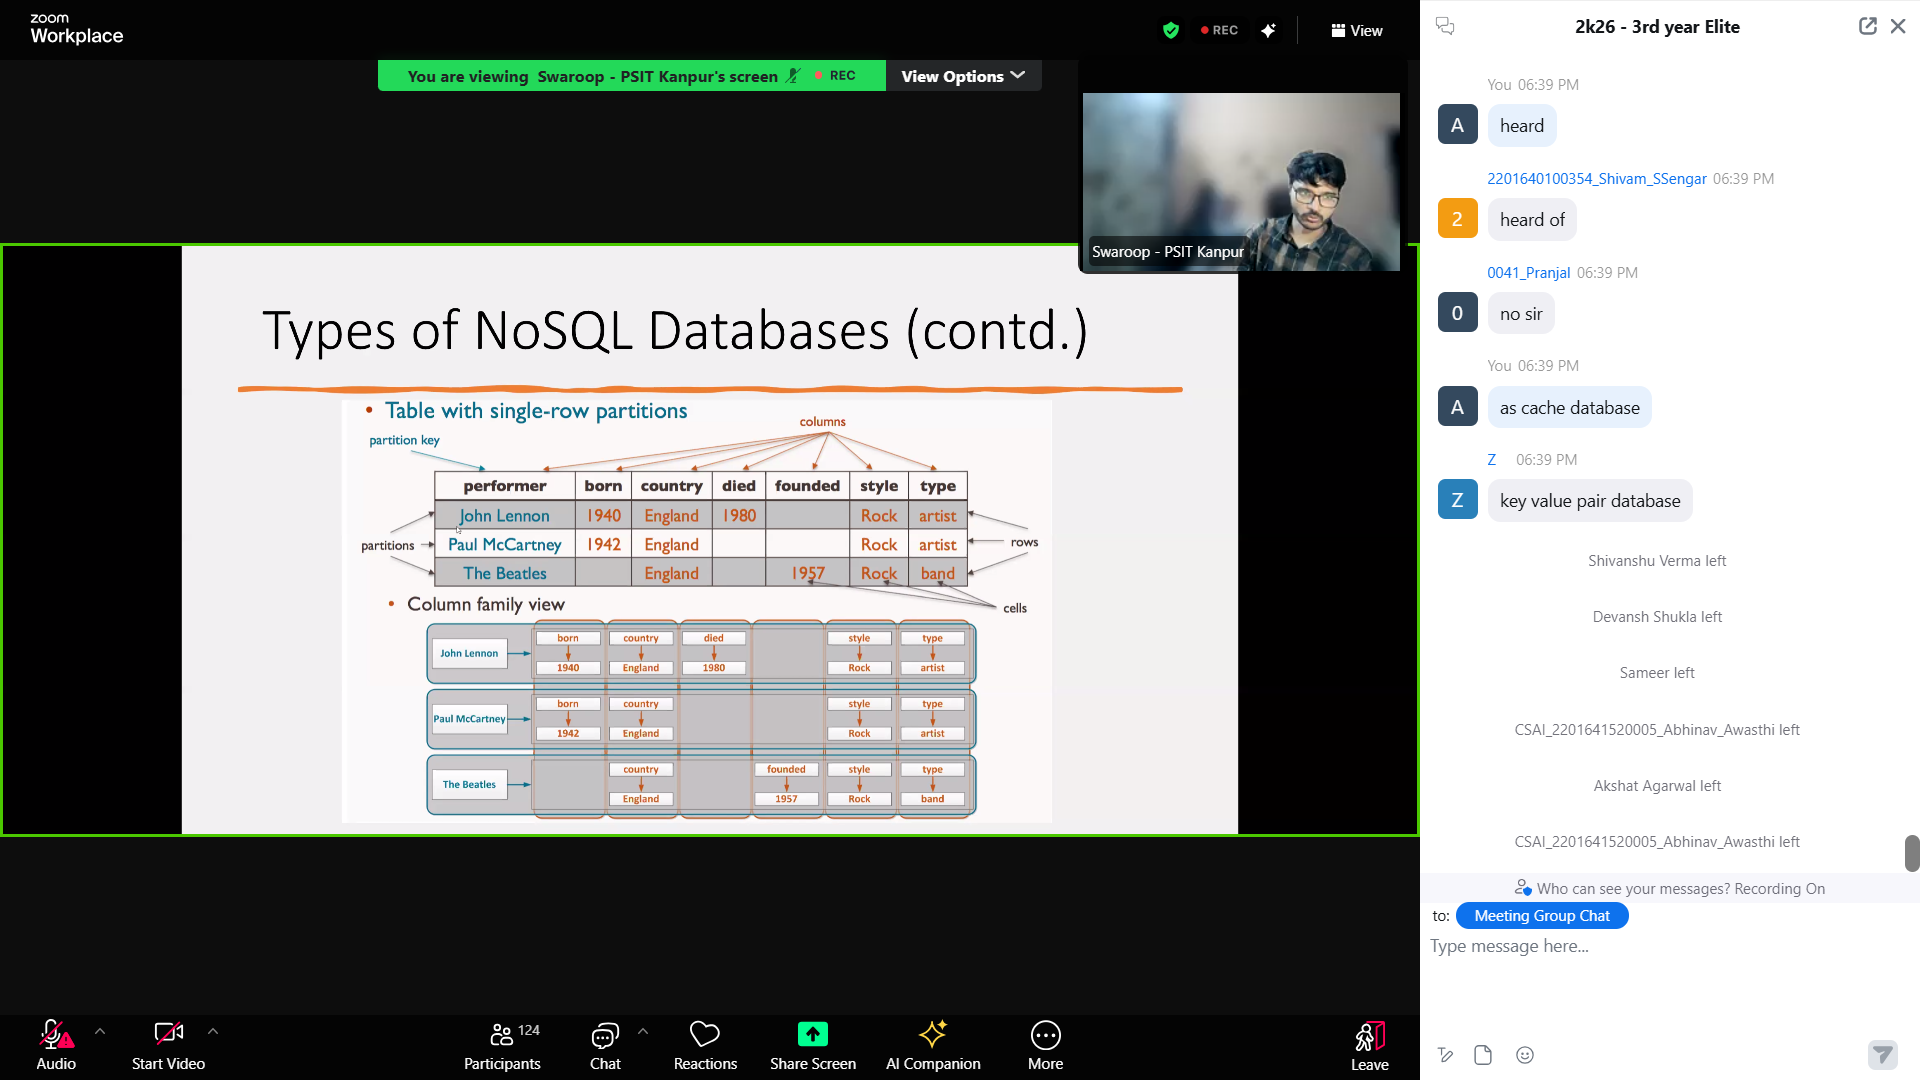 zoom
Workplace
REC
View
You are viewing Swaroop - PSIT Kanpur's screen
REC
View Options
Swaroop - PSIT Kanpur
Types of NoSQL Databases (contd.)
• Table with single-row partitions
columns
partition key
performer born country died founded style type
John Lennon 1940 England 1980 Rock artist
Paul McCartney 1942 England Rock artist
The Beatles England 1957 Rock band
partitions
rows
cells
• Column family view
born country died style type
John Lennon
1940 England 1980 Rock artist
born country style type
Paul McCartney
1942 England Rock artist
country founded style type
The Beatles
England 1957 Rock band
Audio
Start Video
124
Participants
Chat
Reactions
Share Screen
AI Companion
More
Leave
2k26 - 3rd year Elite
You 06:39 PM
A
heard
2201640100354_Shivam_SSengar 06:39 PM
2
heard of
0041_Pranjal 06:39 PM
0
no sir
You 06:39 PM
A
as cache database
Z 06:39 PM
Z
key value pair database
Shivanshu Verma left
Devansh Shukla left
Sameer left
CSAI_2201641520005_Abhinav_Awasthi left
Akshat Agarwal left
CSAI_2201641520005_Abhinav_Awasthi left
Who can see your messages? Recording On
to: Meeting Group Chat
Type message here...